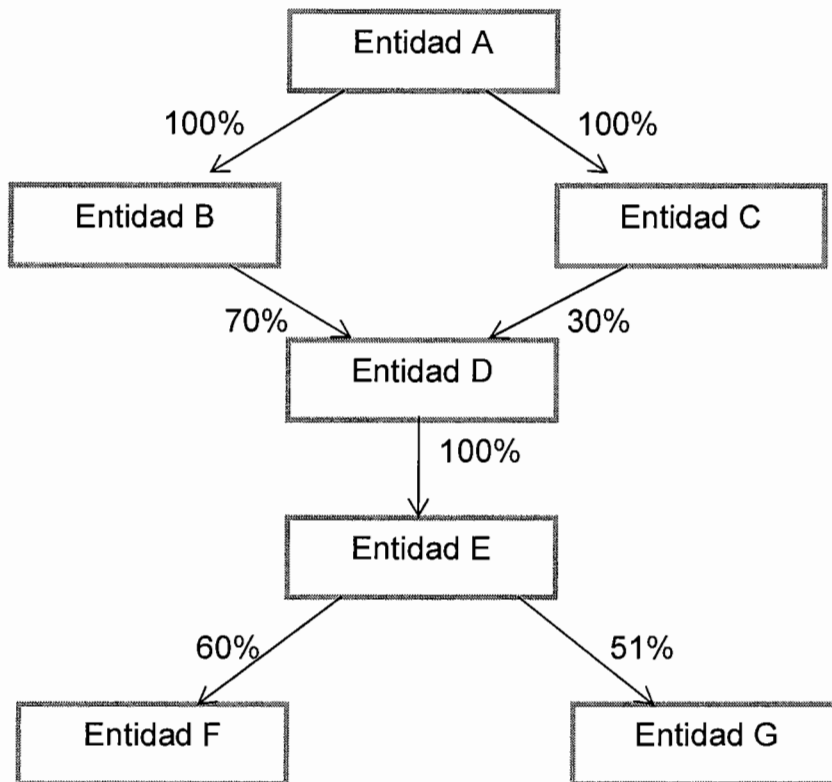 Entidad A
100%
100%
Entidad B
Entidad C
70%
30%
Entidad D
100%
Entidad E
60%
51%
Entidad F
Entidad G